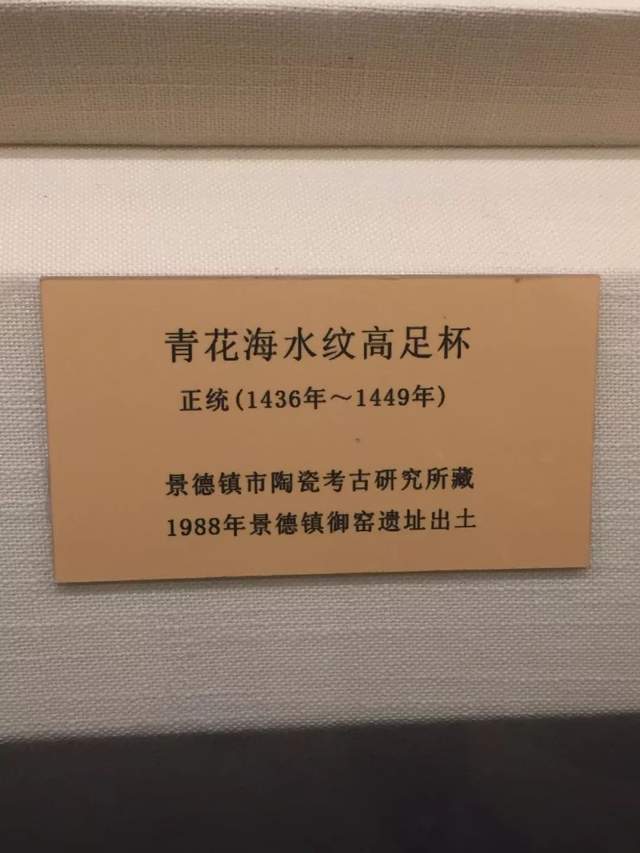 青花海水纹高足杯
正统(1436年～1449年)
景德镇市陶瓷考古研究所藏
1988年景德镇御窑遗址出土